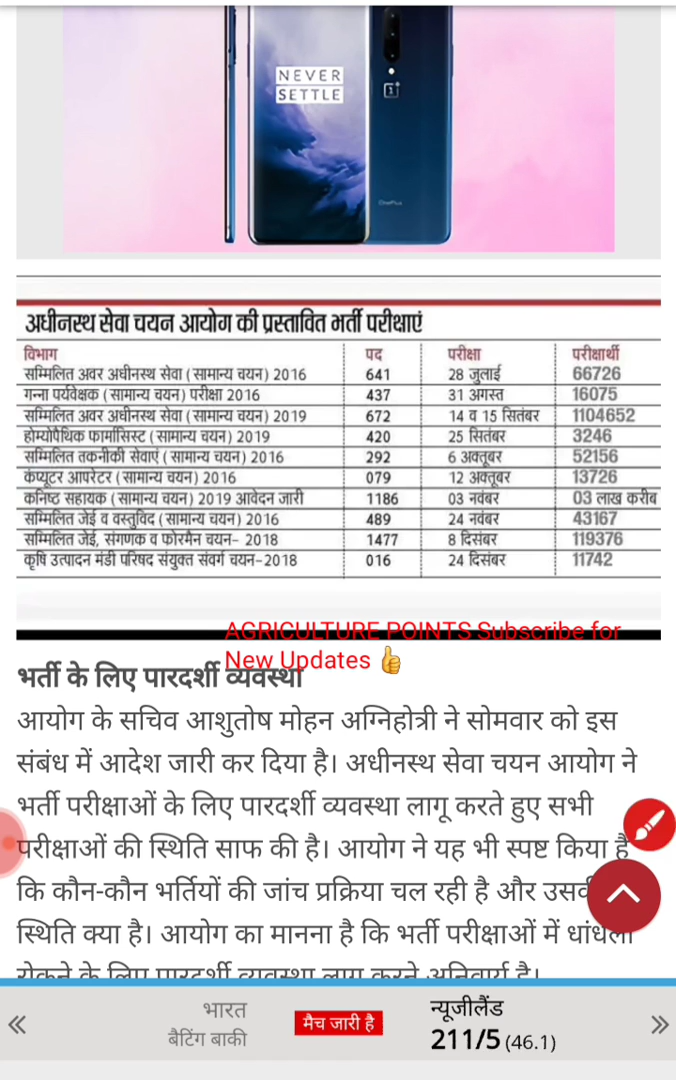 NEVER
SETTLE
OnePlus
अधीनस्थ सेवा चयन आयोग की प्रस्तावित भर्ती परीक्षाएं
विभाग पद परीक्षा परीक्षार्थी
सम्मिलित अवर अधीनस्थ सेवा (सामान्य चयन) 2016 641 28 जुलाई 66726
गन्ना पर्यवेक्षक (सामान्य चयन) परीक्षा 2016 437 31 अगस्त 16075
सम्मिलित अवर अधीनस्थ सेवा (सामान्य चयन) 2019 672 14 व 15 सितंबर 1104652
होम्योपैथिक फार्मासिस्ट (सामान्य चयन) 2019 420 25 सितंबर 3246
सम्मिलित तकनीकी सेवाएं (सामान्य चयन) 2016 292 6 अक्तूबर 52156
कंप्यूटर आपरेटर (सामान्य चयन) 2016 079 12 अक्तूबर 13726
कनिष्ट सहायक (सामान्य चयन) 2019 आवेदन जारी 1186 03 नवंबर 03 लाख करीब
सम्मिलित जेई व वस्तुविद (सामान्य चयन) 2016 489 24 नवंबर 43167
सम्मिलित जेई, संगणक व फोरमैन चयन- 2018 1477 8 दिसंबर 119376
कृषि उत्पादन मंडी परिषद संयुक्त संवर्ग चयन-2018 016 24 दिसंबर 11742
AGRICULTURE POINTS Subscribe for
New Updates 👍
भर्ती के लिए पारदर्शी व्यवस्था
आयोग के सचिव आशुतोष मोहन अग्निहोत्री ने सोमवार को इस
संबंध में आदेश जारी कर दिया है। अधीनस्थ सेवा चयन आयोग ने
भर्ती परीक्षाओं के लिए पारदर्शी व्यवस्था लागू करते हुए सभी
परीक्षाओं की स्थिति साफ की है। आयोग ने यह भी स्पष्ट किया है
कि कौन-कौन भर्तियों की जांच प्रक्रिया चल रही है और उसकी
स्थिति क्या है। आयोग का मानना है कि भर्ती परीक्षाओं में धांधली
रोकने के लिए पारदर्शी व्यवस्था लागू करने अनिवार्य है।
भारत
बैटिंग बाकी
मैच जारी है
न्यूजीलैंड
211/5 (46.1)